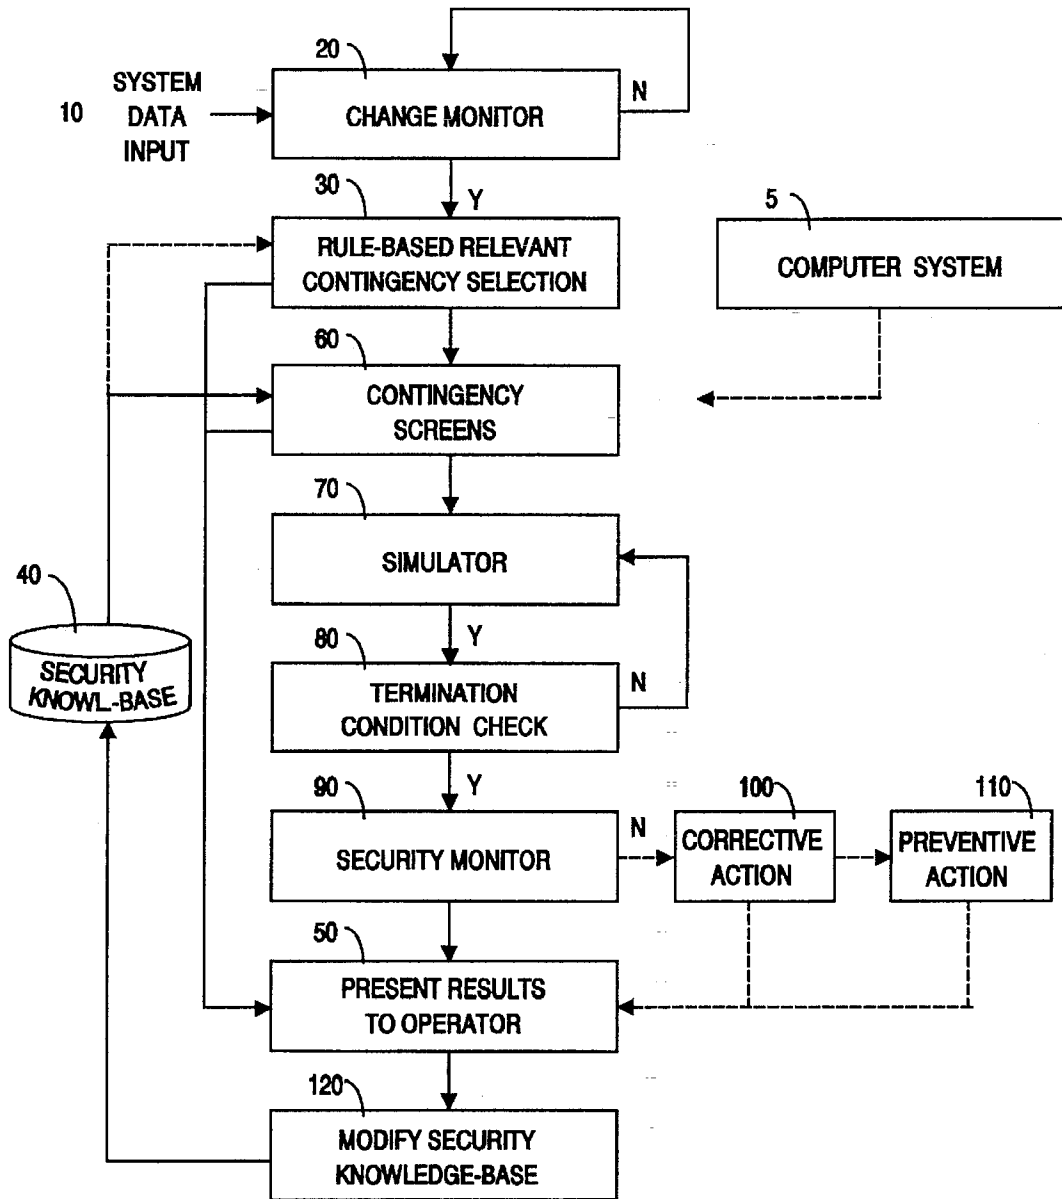 20
SYSTEM
DATA
INPUT
10
CHANGE MONITOR
N
Y
30
RULE-BASED RELEVANT
CONTINGENCY SELECTION
5
COMPUTER SYSTEM
60
CONTINGENCY
SCREENS
70
SIMULATOR
40
SECURITY
KNOWL-BASE
Y
80
TERMINATION
CONDITION CHECK
N
Y
90
SECURITY MONITOR
N
100
CORRECTIVE
ACTION
110
PREVENTIVE
ACTION
50
PRESENT RESULTS
TO OPERATOR
120
MODIFY SECURITY
KNOWLEDGE-BASE